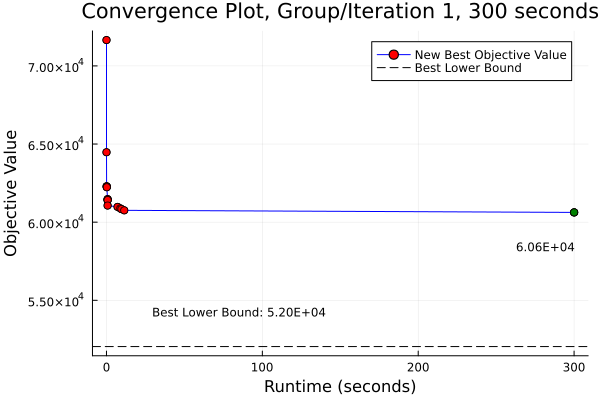 Convergence Plot, Group/Iteration 1, 300 seconds
New Best Objective Value
Best Lower Bound
7.00×10⁴
6.50×10⁴
6.00×10⁴
5.50×10⁴
Objective Value
6.06E+04
Best Lower Bound: 5.20E+04
0 100 200 300
Runtime (seconds)